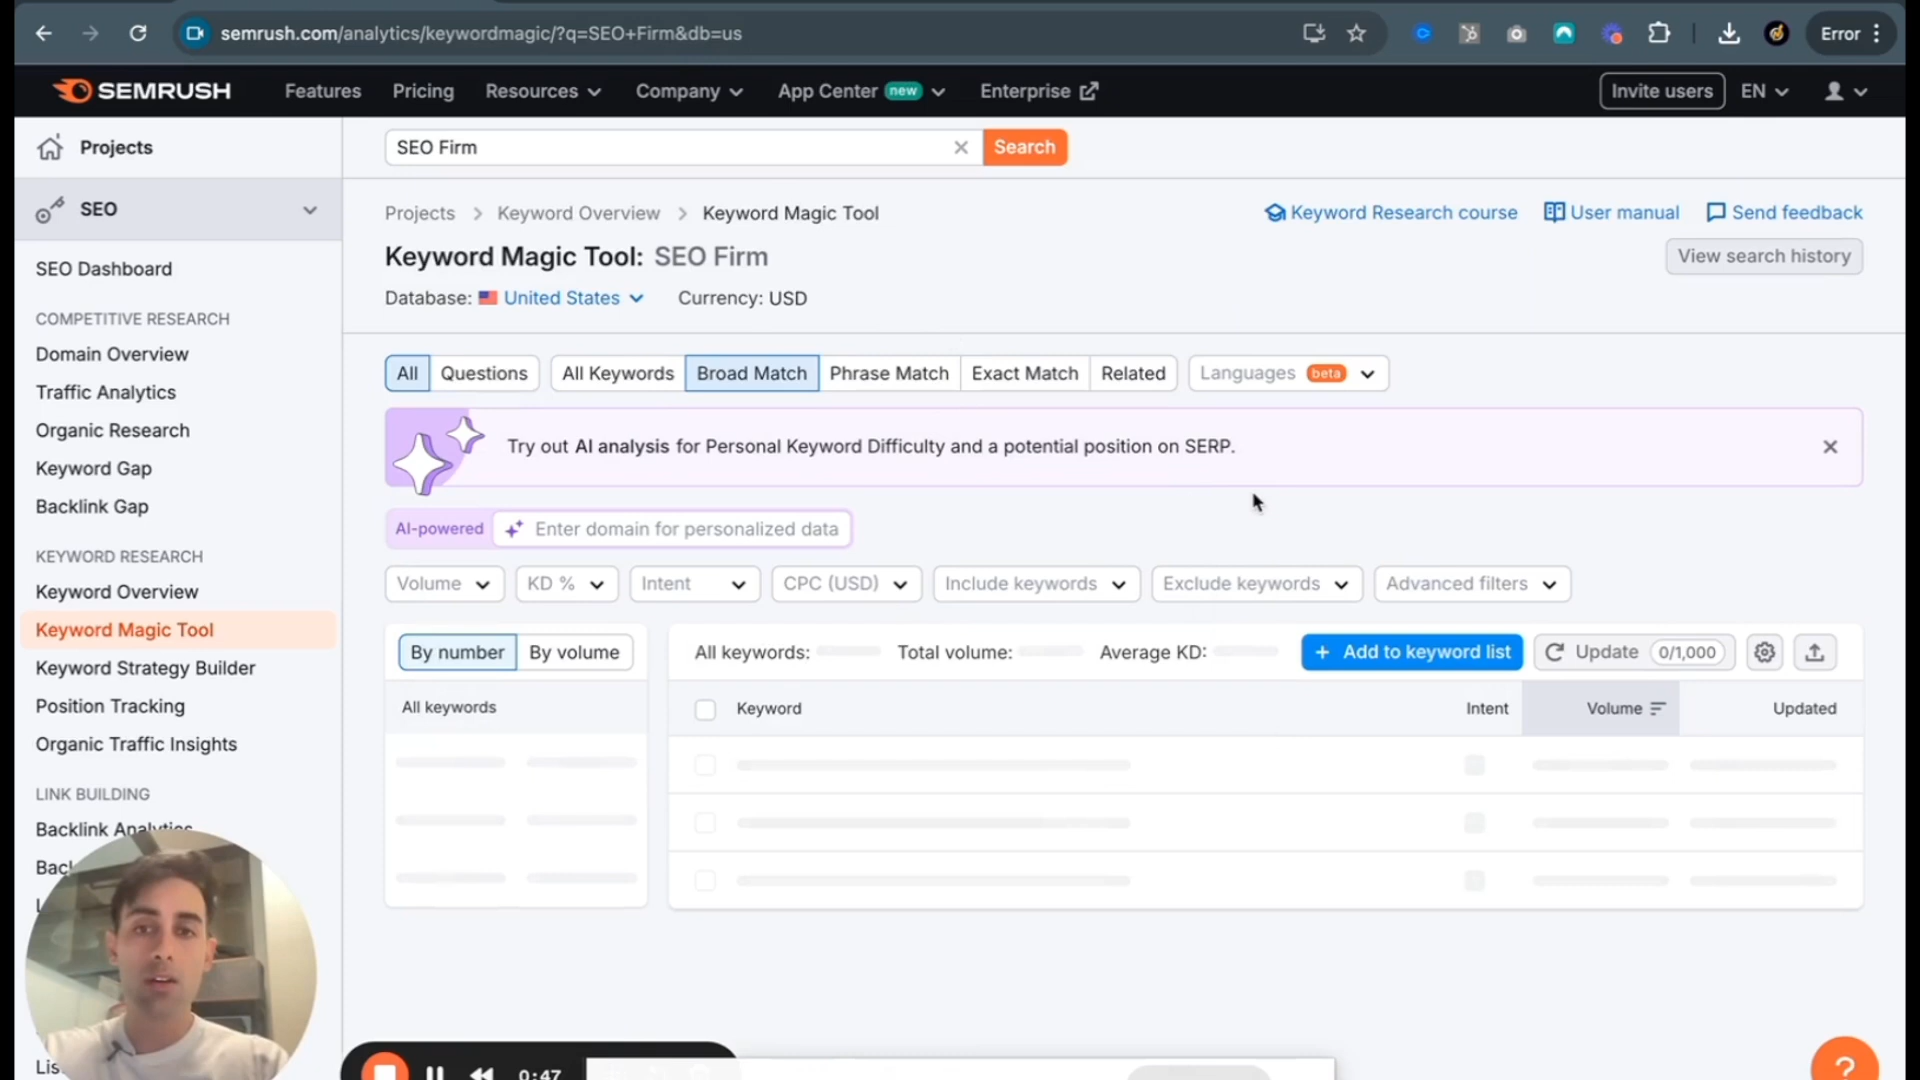 semrush.com/analytics/keywordmagic/?q=SEO+Firm&db=us
Error
SEMRUSH
Features
Pricing
Resources
Company
App Center new
Enterprise
Invite users
EN
Projects
SEO Firm
Search
SEO
Projects > Keyword Overview > Keyword Magic Tool
Keyword Research course
User manual
Send feedback
Keyword Magic Tool: SEO Firm
View search history
Database: United States
Currency: USD
SEO Dashboard
COMPETITIVE RESEARCH
Domain Overview
Traffic Analytics
Organic Research
Keyword Gap
Backlink Gap
KEYWORD RESEARCH
Keyword Overview
Keyword Magic Tool
Keyword Strategy Builder
Position Tracking
Organic Traffic Insights
LINK BUILDING
Backlink Analytics
Bac
L
Lis
All
Questions
All Keywords
Broad Match
Phrase Match
Exact Match
Related
Languages beta
Try out AI analysis for Personal Keyword Difficulty and a potential position on SERP.
AI-powered
Enter domain for personalized data
Volume
KD %
Intent
CPC (USD)
Include keywords
Exclude keywords
Advanced filters
By number
By volume
All keywords
All keywords:
Total volume:
Average KD:
+ Add to keyword list
Update 0/1,000
Keyword
Intent
Volume
Updated
0:47
?